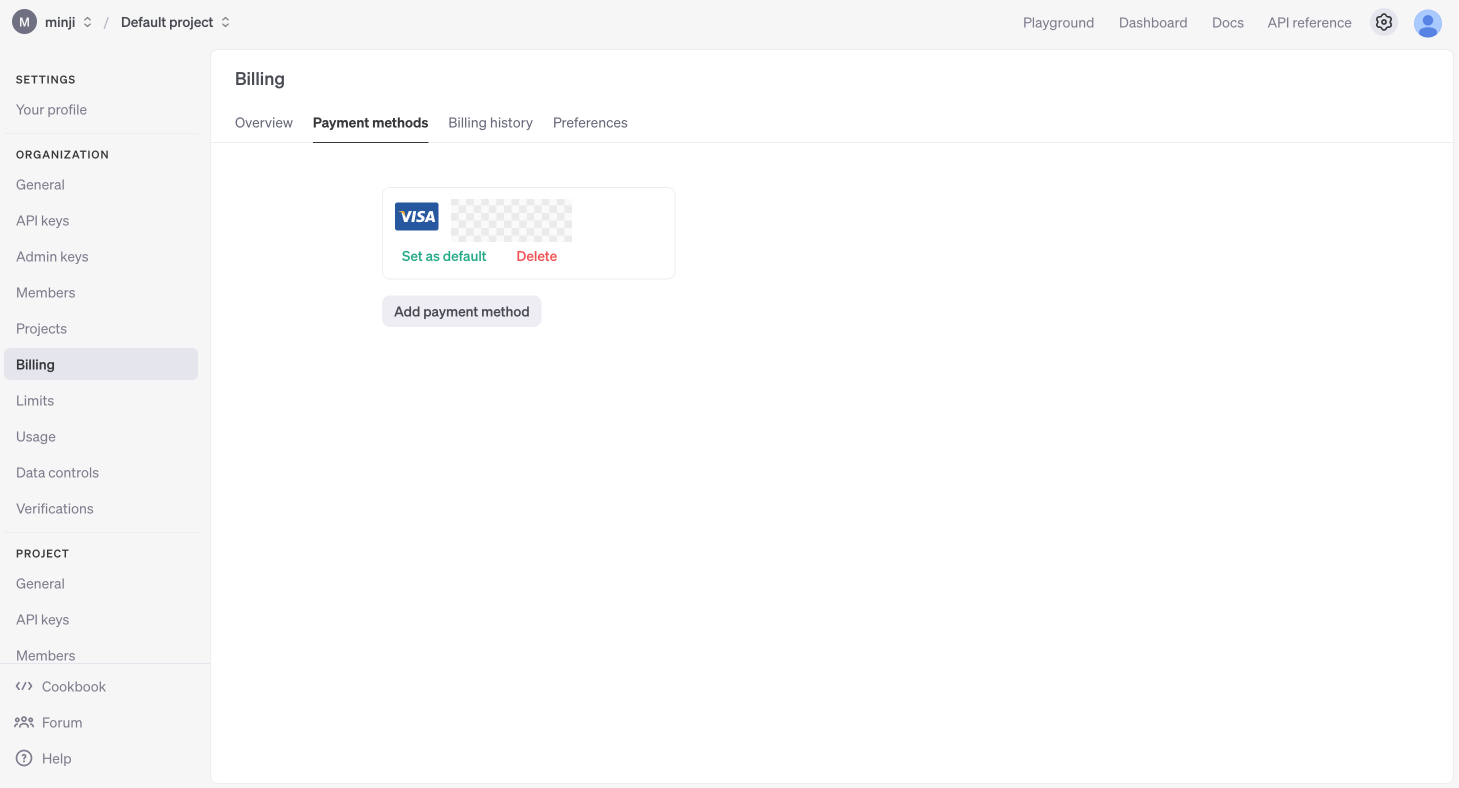 M minji / Default project
Playground Dashboard Docs API reference
SETTINGS
Your profile
ORGANIZATION
General
API keys
Admin keys
Members
Projects
Billing
Limits
Usage
Data controls
Verifications
PROJECT
General
API keys
Members
Cookbook
Forum
Help
Billing
Overview Payment methods Billing history Preferences
VISA
Set as default Delete
Add payment method